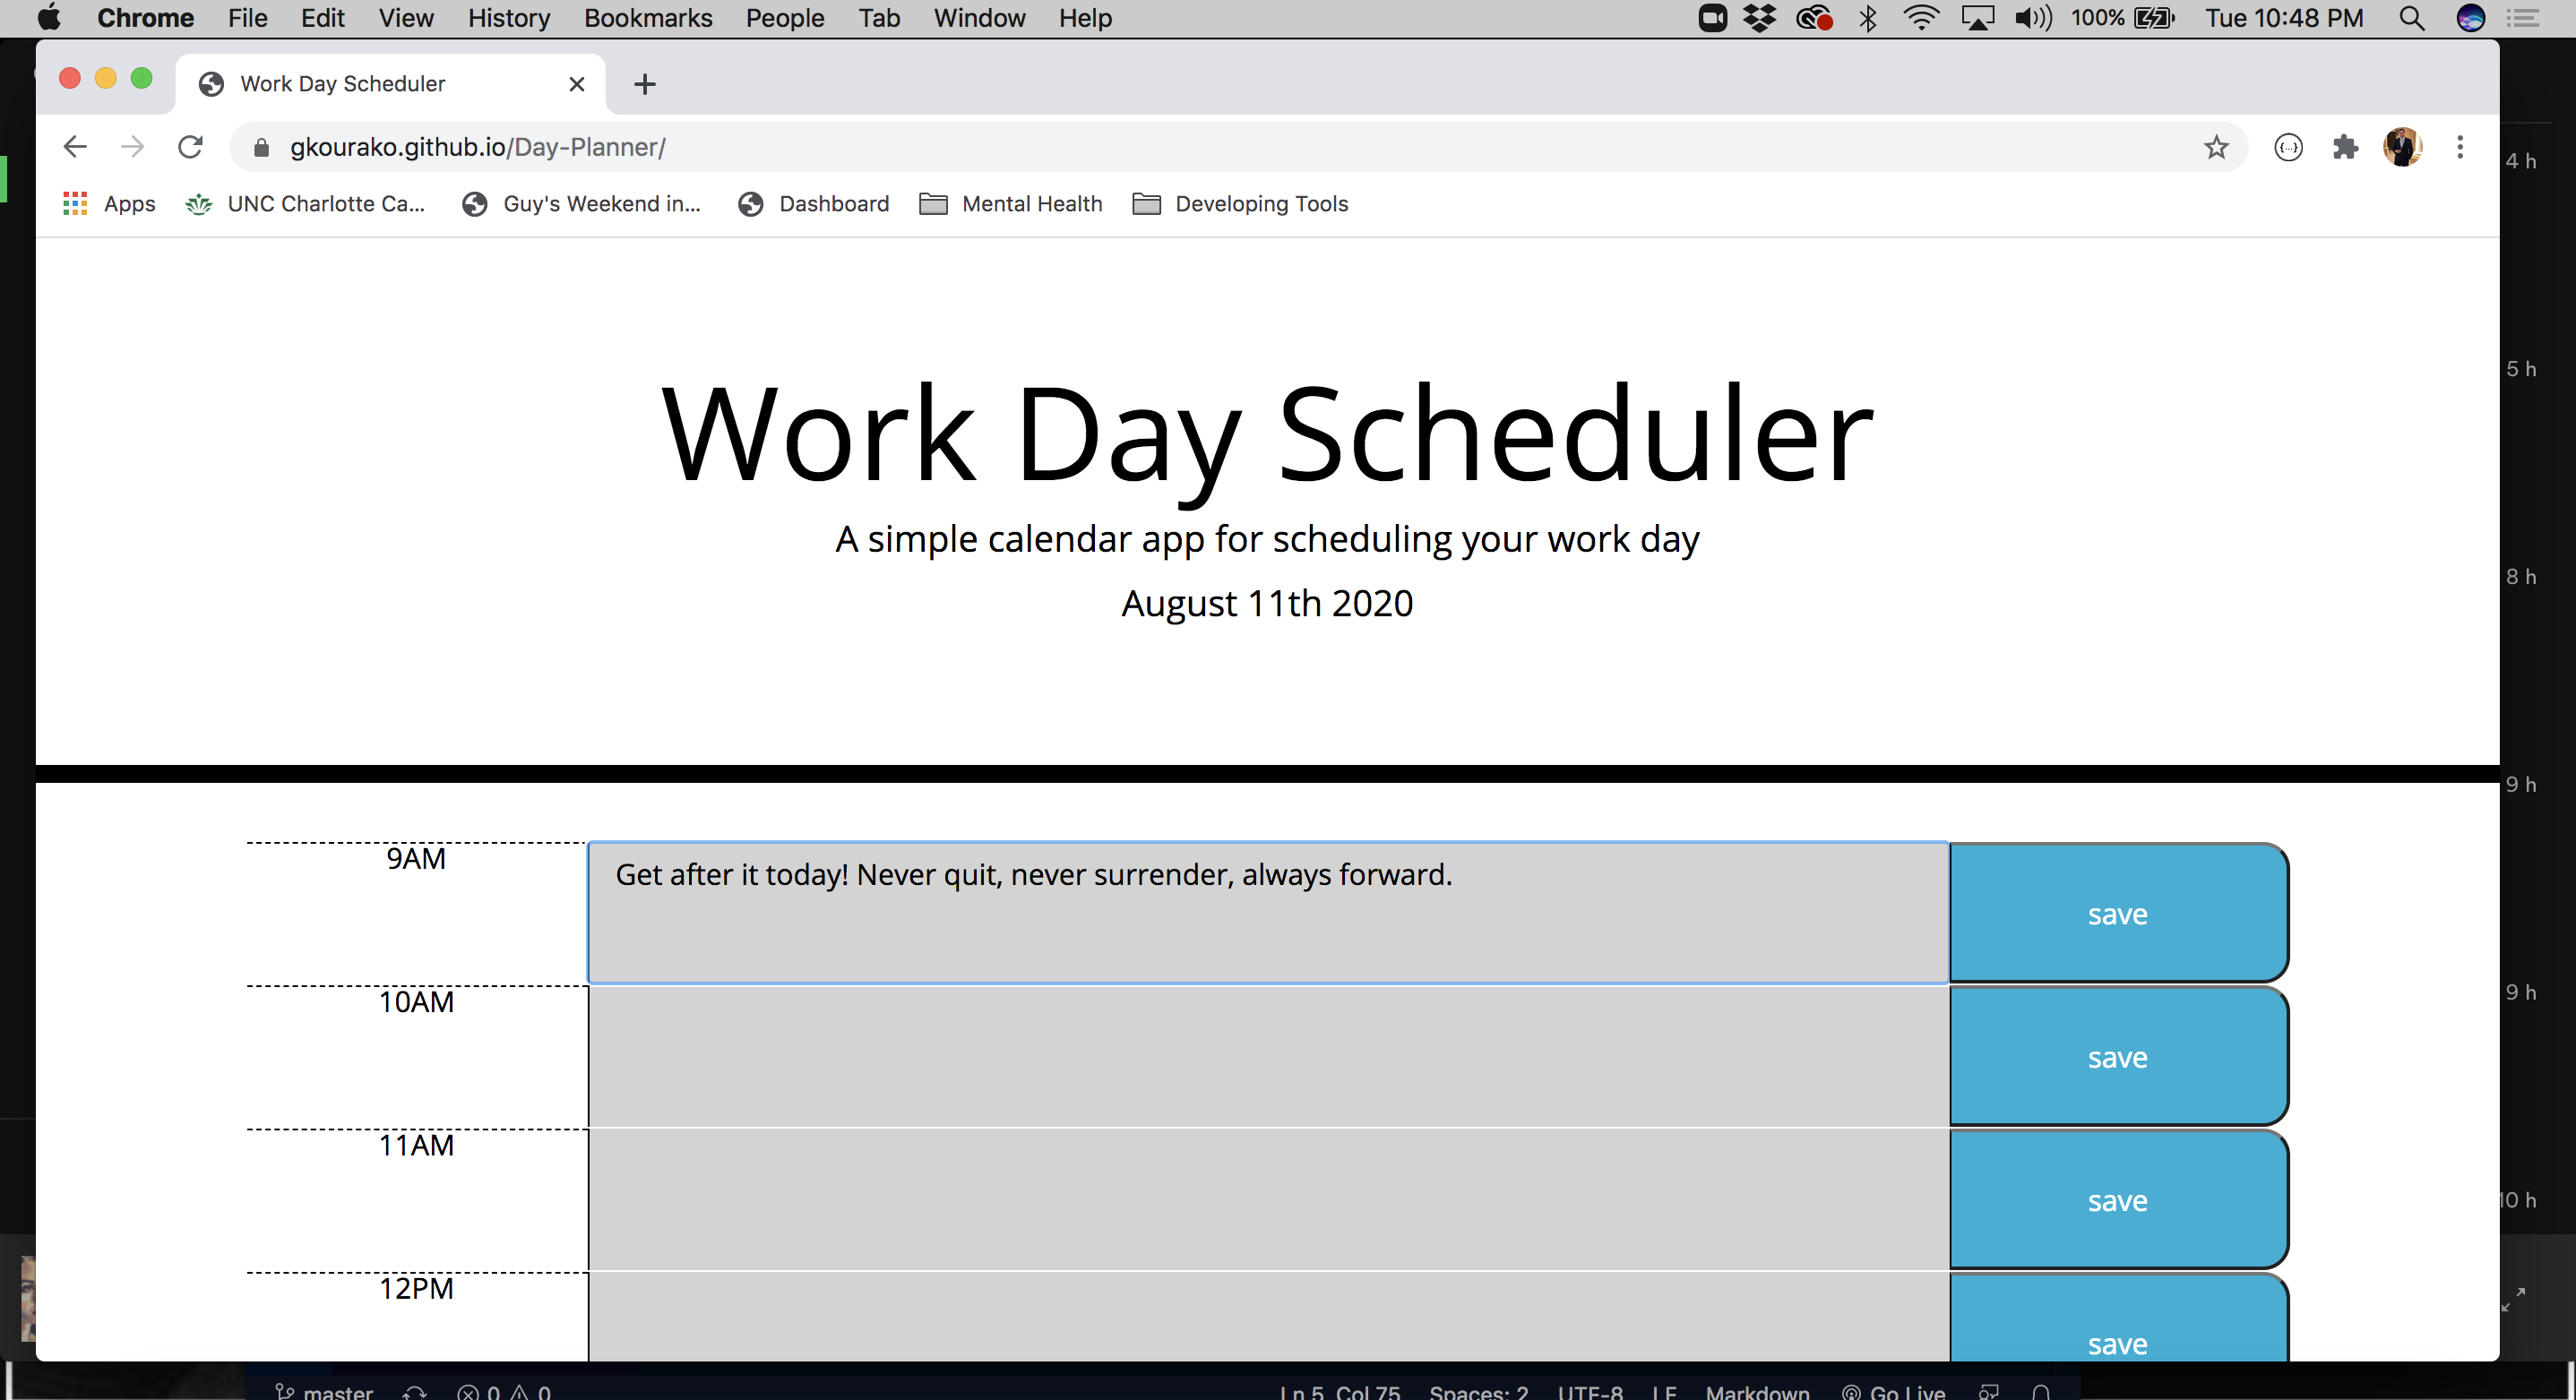 Chrome File Edit View History Bookmarks People Tab Window Help 100% Tue 10:48 PM
Work Day Scheduler
gkourako.github.io/Day-Planner/
Apps UNC Charlotte Ca... Guy's Weekend in... Dashboard Mental Health Developing Tools
4 h
5 h
Work Day Scheduler
A simple calendar app for scheduling your work day
8 h
August 11th 2020
9 h
9AM Get after it today! Never quit, never surrender, always forward. save
9 h
10AM save
11AM save
10 h
12PM save
master 0 0 Ln 5, Col 75 Spaces: 2 UTF-8 LF Markdown Go Live